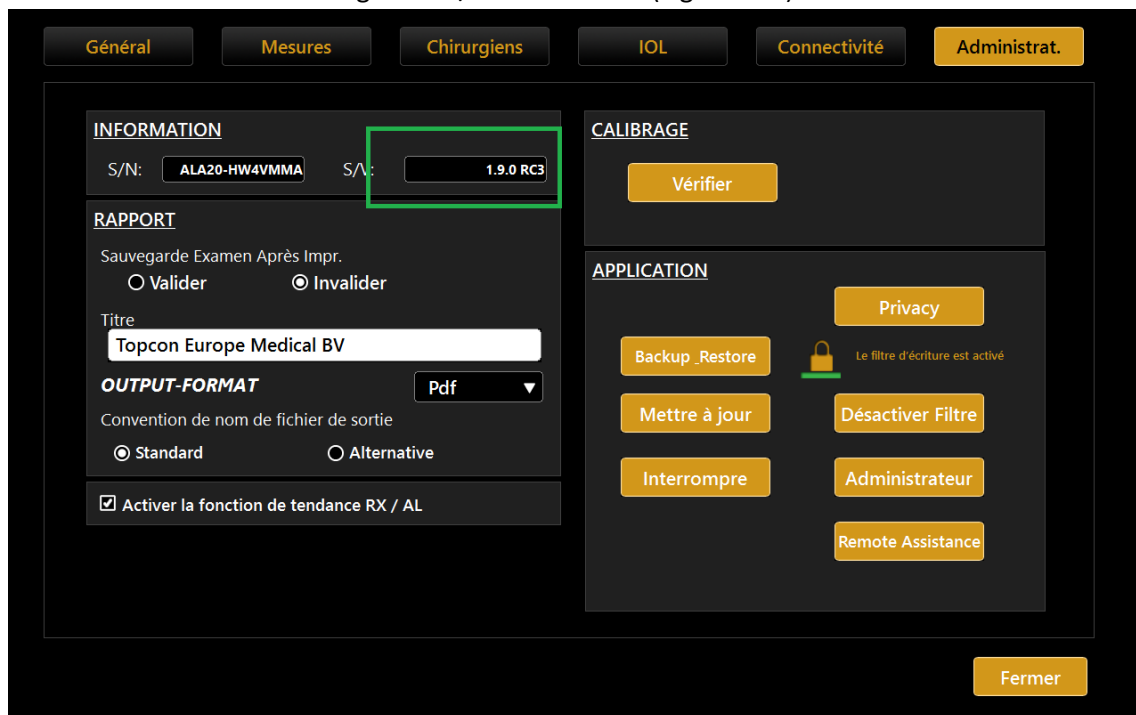 Général Mesures Chirurgiens IOL Connectivité Administrat.
INFORMATION
S/N: ALA20-HW4VMMA S/V: 1.9.0 RC3
RAPPORT
Sauvegarde Examen Après Impr.
Valider Invalider
Titre
Topcon Europe Medical BV
OUTPUT-FORMAT Pdf
Convention de nom de fichier de sortie
Standard Alternative
Activer la fonction de tendance RX / AL
CALIBRAGE
Vérifier
APPLICATION
Privacy
Backup _Restore Le filtre d'écriture est activé
Mettre à jour Désactiver Filtre
Interrompre Administrateur
Remote Assistance
Fermer